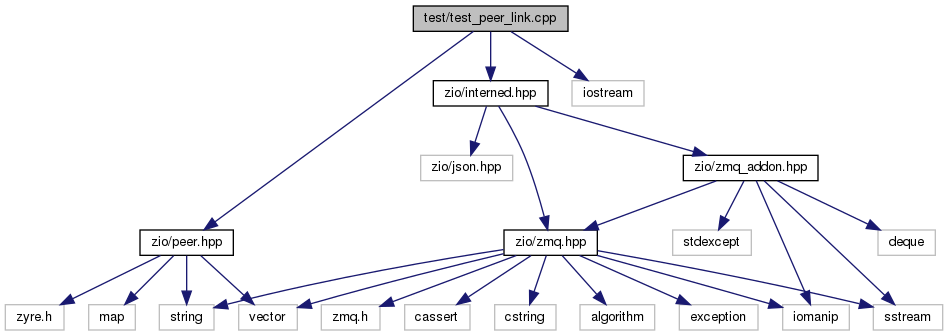 test/test_peer_link.cpp
zio/interned.hpp
iostream
zio/json.hpp
zio/zmq_addon.hpp
zio/peer.hpp
zio/zmq.hpp
stdexcept
deque
zyre.h
map
string
vector
zmq.h
cassert
cstring
algorithm
exception
iomanip
sstream